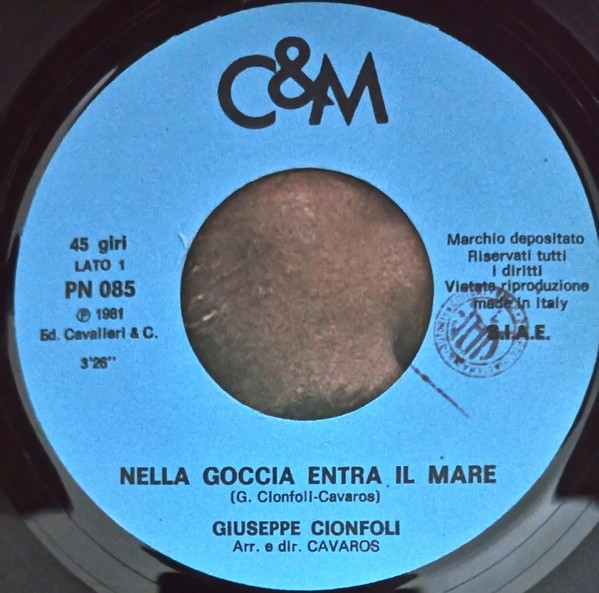 C&M
45 giri
LATO 1
PN 085
℗ 1981
Ed. Cavalieri & C.
3'26"
Marchio depositato
Riservati tutti
i diritti
Vietata riproduzione
made in Italy
S.I.A.E.
NELLA GOCCIA ENTRA IL MARE
(G. Cionfoli-Cavaros)
GIUSEPPE CIONFOLI
Arr. e dir. CAVAROS